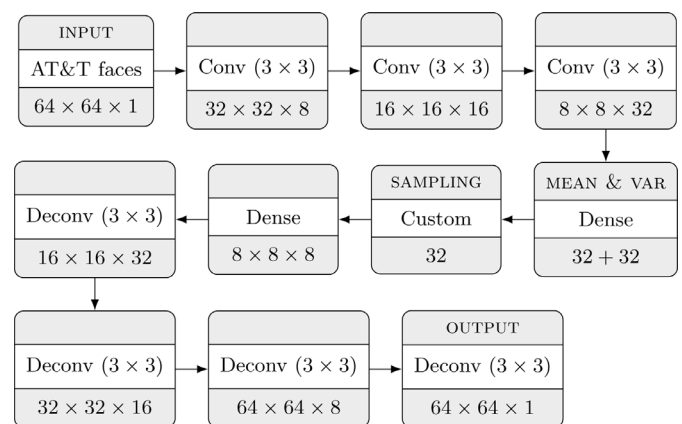 INPUT
AT&T faces
64 × 64 × 1
Conv (3 × 3)
32 × 32 × 8
Conv (3 × 3)
16 × 16 × 16
Conv (3 × 3)
8 × 8 × 32
MEAN & VAR
Dense
32 + 32
SAMPLING
Custom
32
Dense
8 × 8 × 8
Deconv (3 × 3)
16 × 16 × 32
Deconv (3 × 3)
32 × 32 × 16
Deconv (3 × 3)
64 × 64 × 8
OUTPUT
Deconv (3 × 3)
64 × 64 × 1